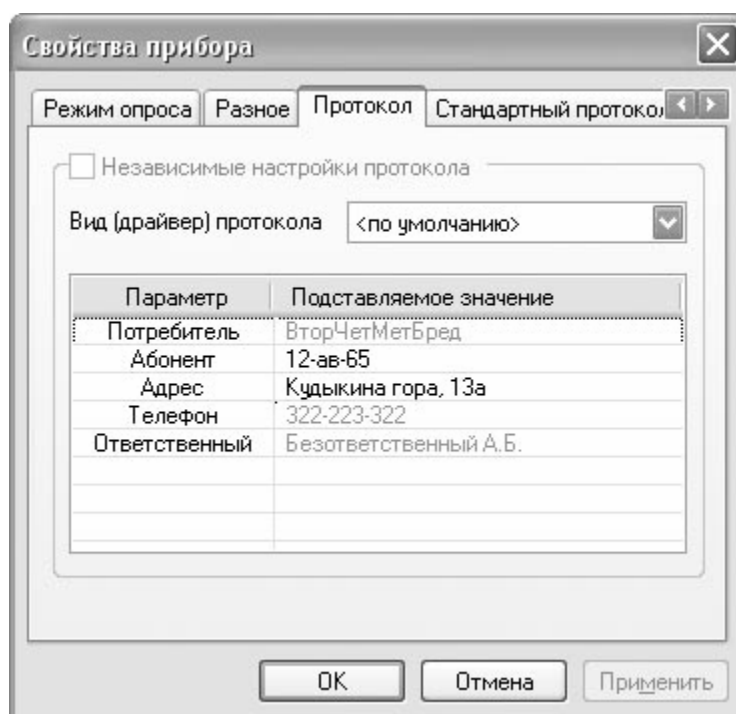 Свойства прибора
Режим опроса Разное Протокол Стандартный протокол
Независимые настройки протокола
Вид (драйвер) протокола <по умолчанию>
Параметр Подставляемое значение
Потребитель ВторЧетМетБред
Абонент 12-ав-65
Адрес Кудыкина гора, 13а
Телефон 322-223-322
Ответственный Безответственный А.Б.
OK Отмена Применить